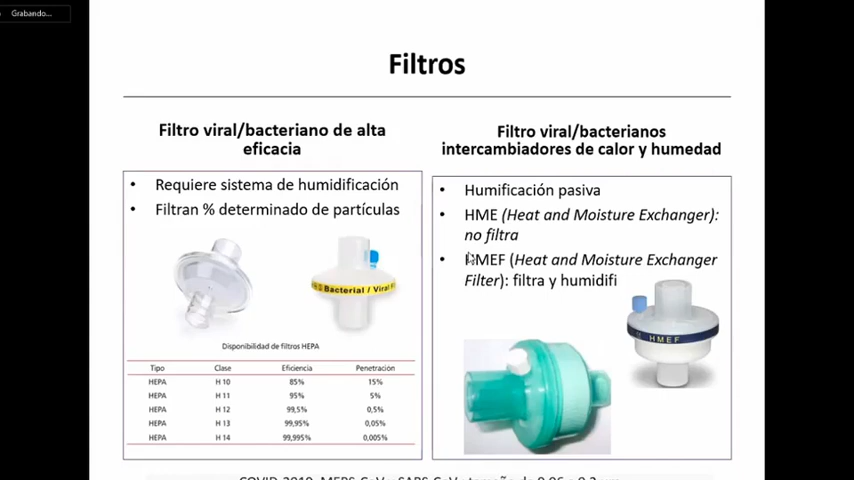 Grabando...
Filtros
Filtro viral/bacteriano de alta
eficacia
• Requiere sistema de humidificación
• Filtran % determinado de partículas
Bacterial / Viral
Disponibilidad de filtros HEPA
Tipo Clase Eficiencia Penetración
HEPA H 10 85% 15%
HEPA H 11 95% 5%
HEPA H 12 99,5% 0,5%
HEPA H 13 99,95% 0,05%
HEPA H 14 99,995% 0,005%
Filtro viral/bacterianos
intercambiadores de calor y humedad
• Humificación pasiva
• HME (Heat and Moisture Exchanger):
no filtra
• HMEF (Heat and Moisture Exchanger
Filter): filtra y humidifi
HMEF